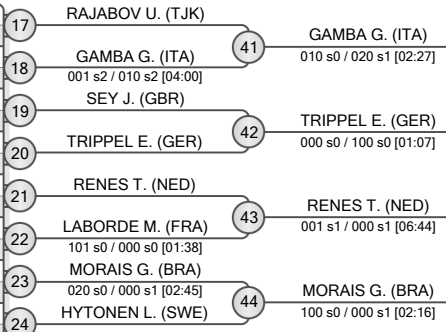 17
RAJABOV U. (TJK)
18
GAMBA G. (ITA)
001 s2 / 010 s2 [04:00]
41
GAMBA G. (ITA)
010 s0 / 020 s1 [02:27]
19
SEY J. (GBR)
20
TRIPPEL E. (GER)
42
TRIPPEL E. (GER)
000 s0 / 100 s0 [01:07]
21
RENES T. (NED)
22
LABORDE M. (FRA)
101 s0 / 000 s0 [01:38]
43
RENES T. (NED)
001 s1 / 000 s1 [06:44]
23
MORAIS G. (BRA)
020 s0 / 000 s1 [02:45]
24
HYTONEN L. (SWE)
44
MORAIS G. (BRA)
100 s0 / 000 s1 [02:16]